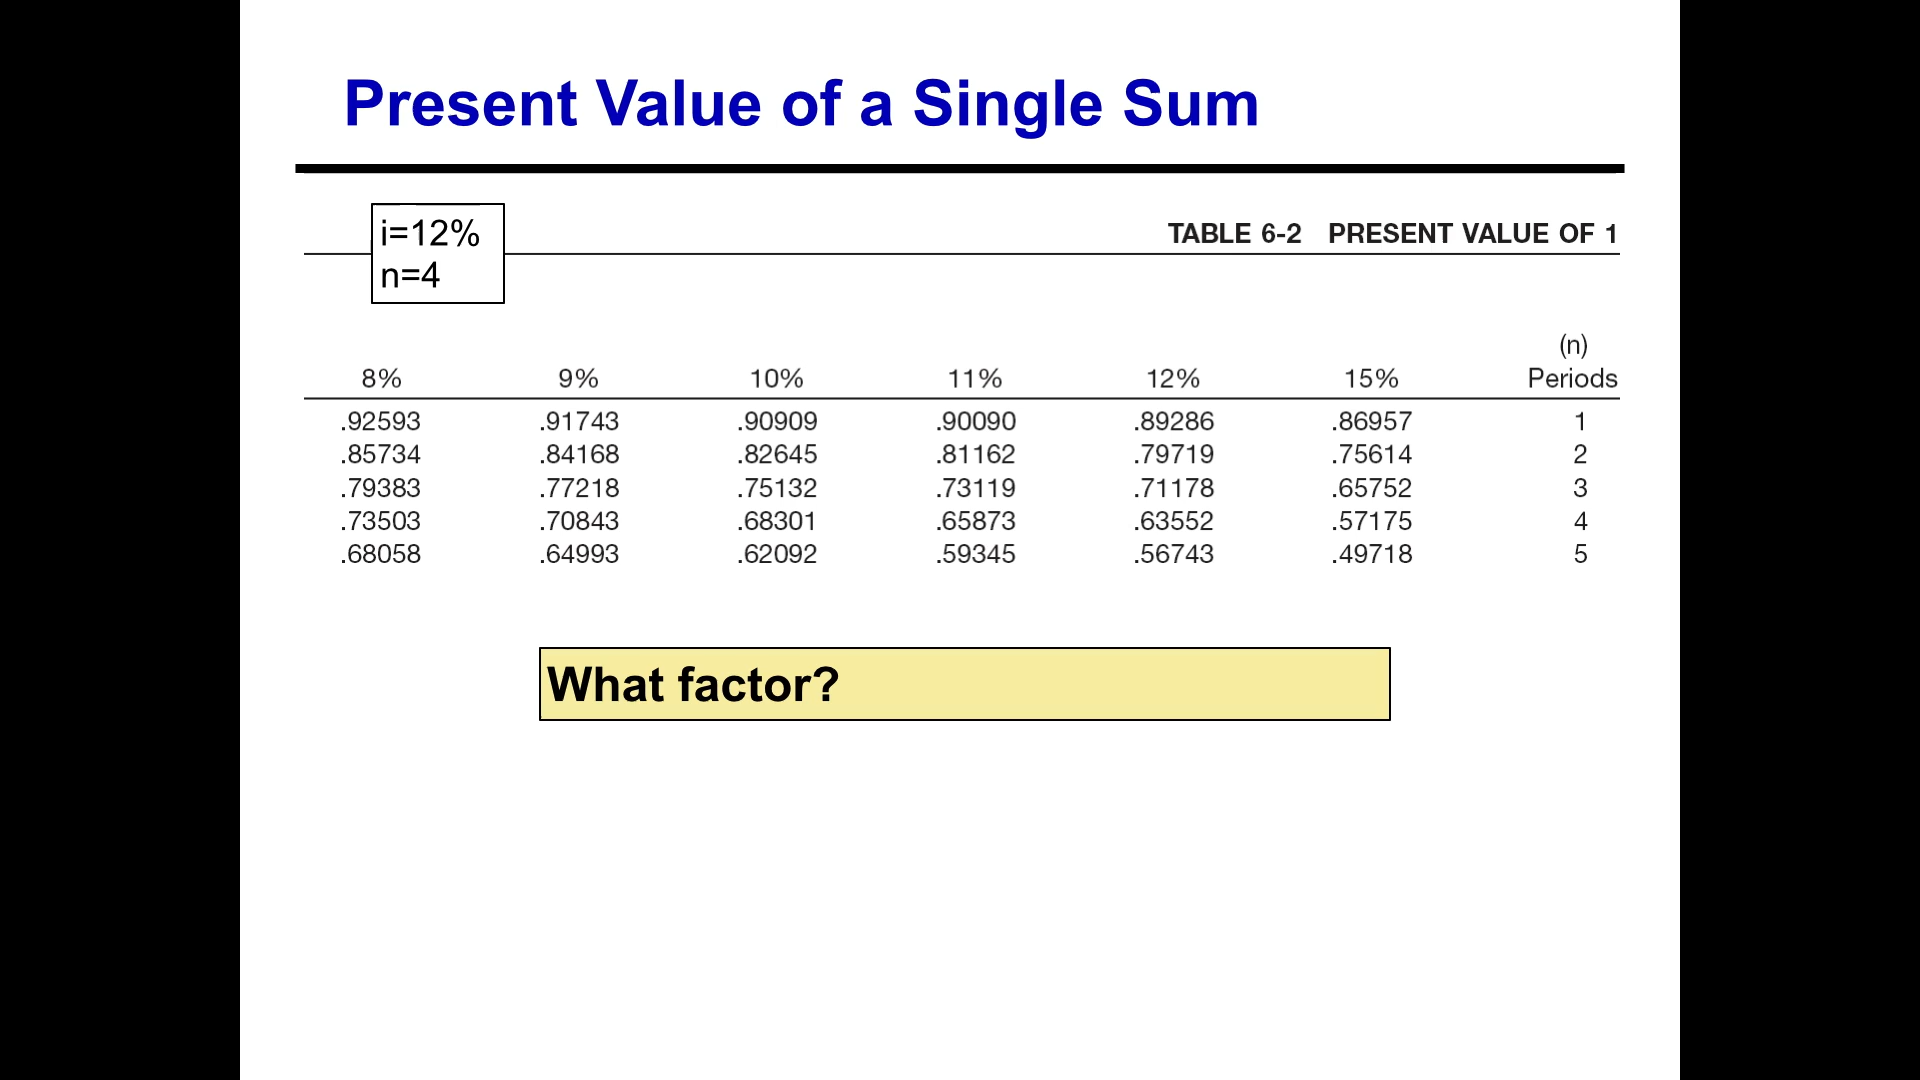 Present Value of a Single Sum
i=12%
n=4
TABLE 6-2 PRESENT VALUE OF 1
(n)
8% 9% 10% 11% 12% 15% Periods
.92593 .91743 .90909 .90090 .89286 .86957 1
.85734 .84168 .82645 .81162 .79719 .75614 2
.79383 .77218 .75132 .73119 .71178 .65752 3
.73503 .70843 .68301 .65873 .63552 .57175 4
.68058 .64993 .62092 .59345 .56743 .49718 5
What factor?